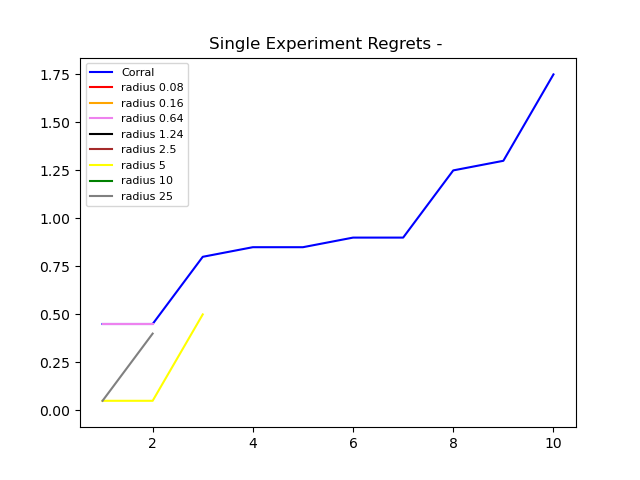 Single Experiment Regrets -
Corral
radius 0.08
radius 0.16
radius 0.64
radius 1.24
radius 2.5
radius 5
radius 10
radius 25
1.75
1.50
1.25
1.00
0.75
0.50
0.25
0.00
2 4 6 8 10